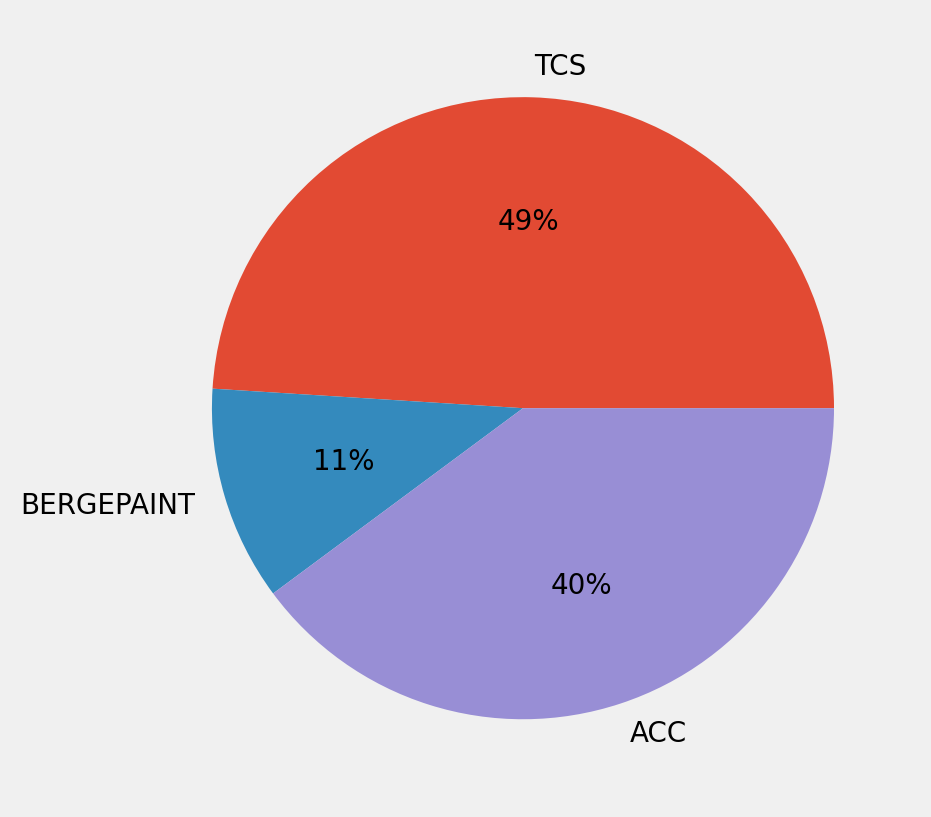 TCS
49%
11%
BERGEPAINT
40%
ACC